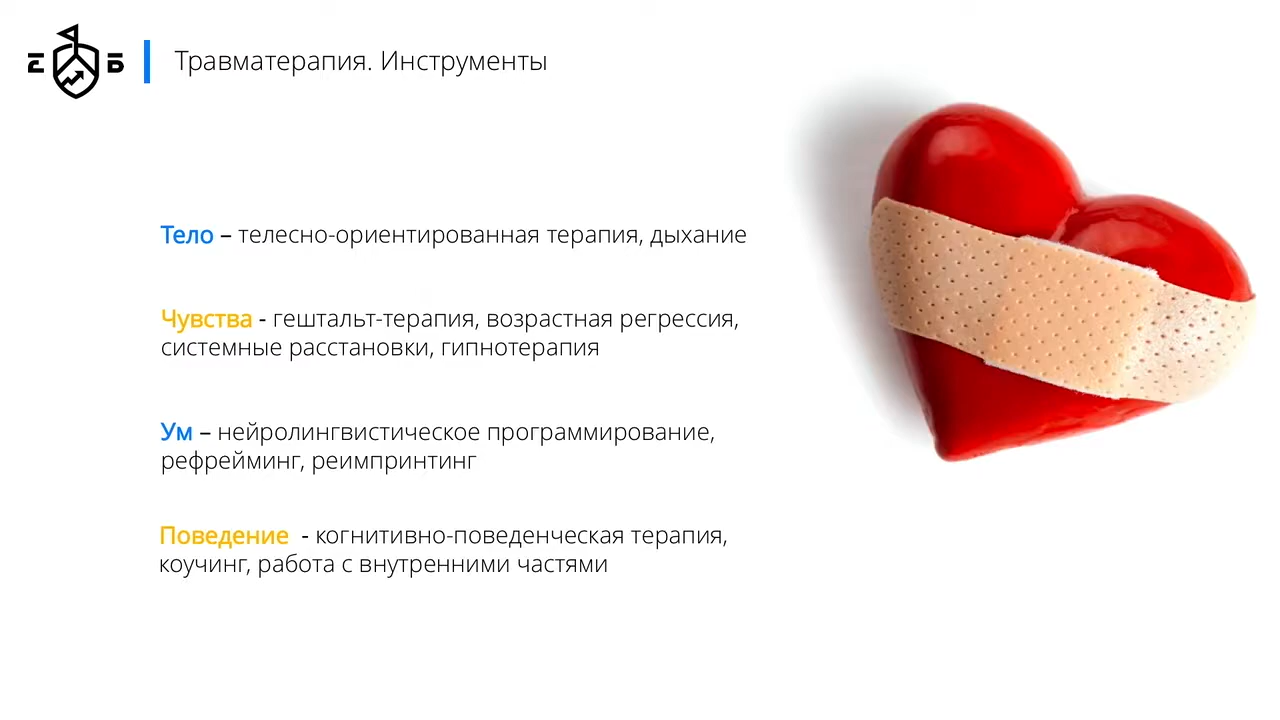 Е Б
Травматерапия. Инструменты
Тело – телесно-ориентированная терапия, дыхание
Чувства - гештальт-терапия, возрастная регрессия,
системные расстановки, гипнотерапия
Ум – нейролингвистическое программирование,
рефрейминг, реимпринтинг
Поведение - когнитивно-поведенческая терапия,
коучинг, работа с внутренними частями